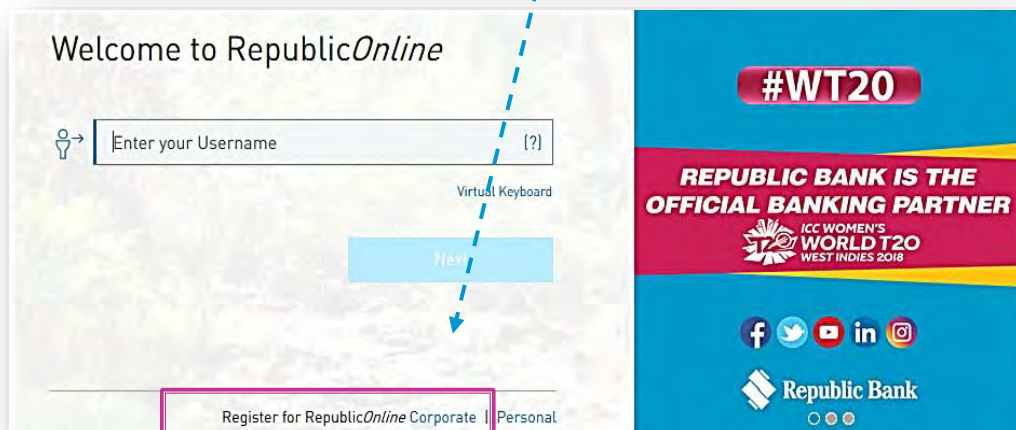 Welcome to RepublicOnline
Enter your Username (?)
Virtual Keyboard
Next
Register for RepublicOnline Corporate | Personal
#WT20
REPUBLIC BANK IS THE
OFFICIAL BANKING PARTNER
ICC WOMEN'S
WORLD T20
WEST INDIES 2018
Republic Bank